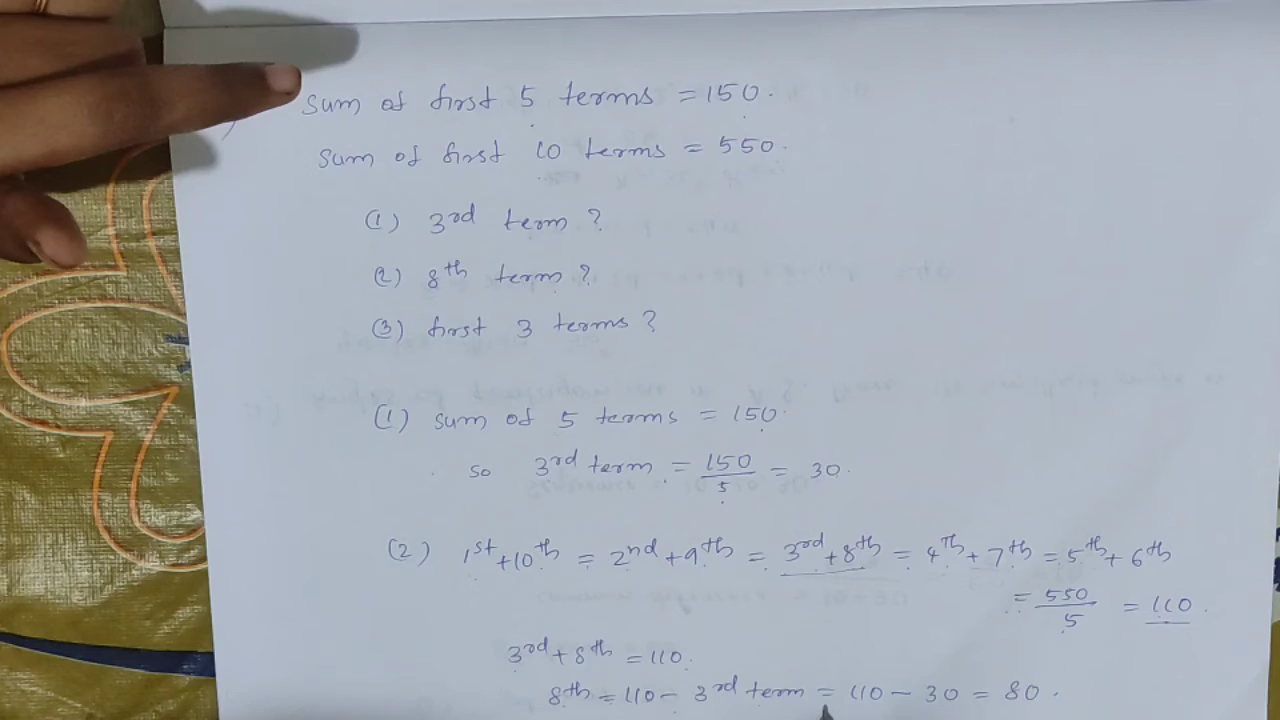 Sum of first 5 terms = 150.
Sum of first 10 terms = 550.
(1) 3rd term ?
(2) 8th term ?
(3) first 3 terms ?
(1) sum of 5 terms = 150.
so 3rd term = 150/5 = 30.
(2) 1st + 10th = 2nd + 9th = 3rd + 8th = 4th + 7th = 5th + 6th
= 550/5 = 110.
3rd + 8th = 110.
8th = 110 - 3rd term = 110 - 30 = 80.